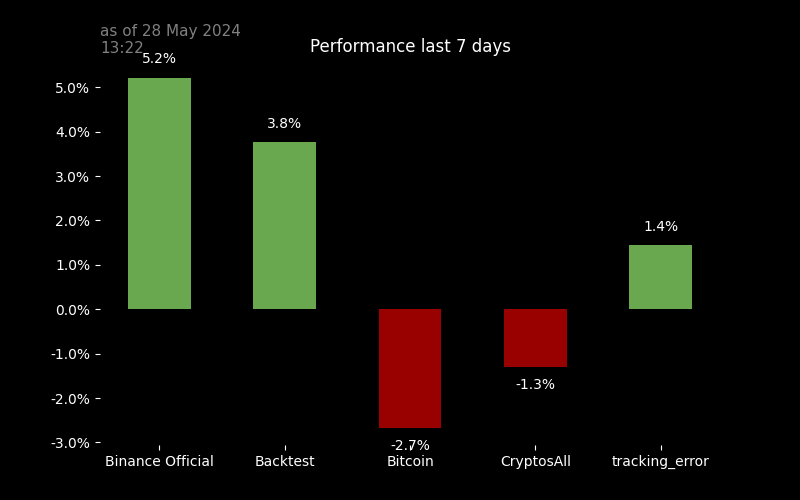 as of 28 May 2024
13:22
Performance last 7 days
5.2%
3.8%
1.4%
-1.3%
-2.7%
5.0%
4.0%
3.0%
2.0%
1.0%
0.0%
-1.0%
-2.0%
-3.0%
Binance Official
Backtest
Bitcoin
CryptosAll
tracking_error